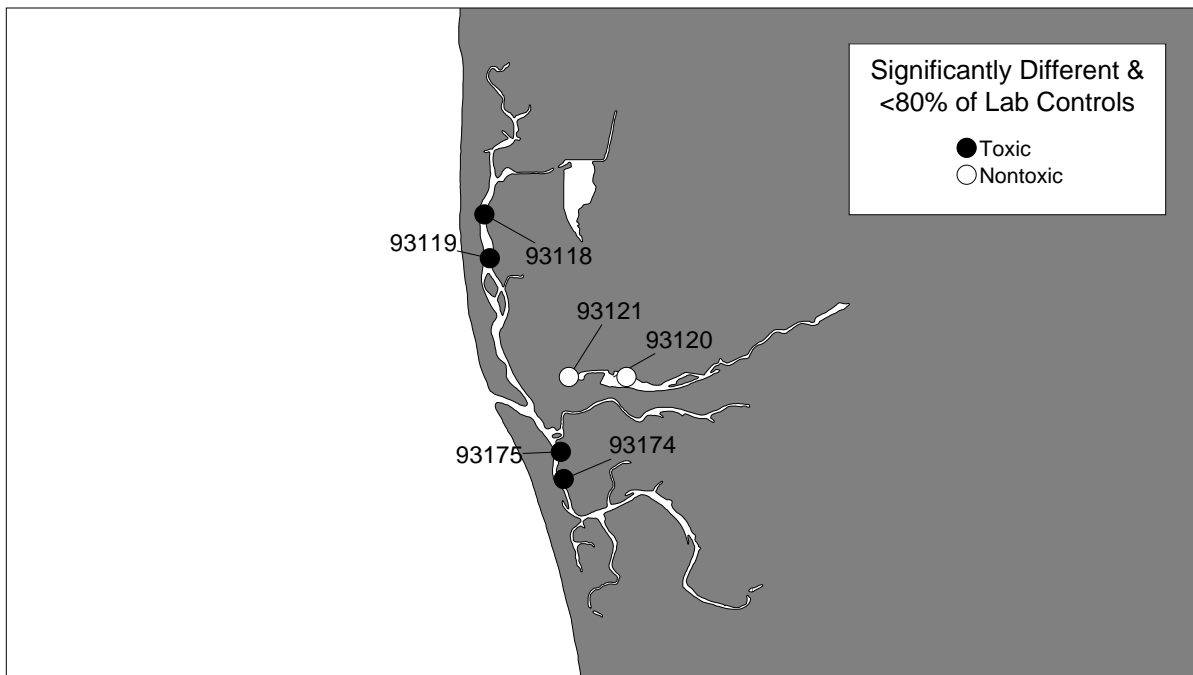 Significantly Different &
<80% of Lab Controls
Toxic
Nontoxic
93119
93118
93121
93120
93175
93174